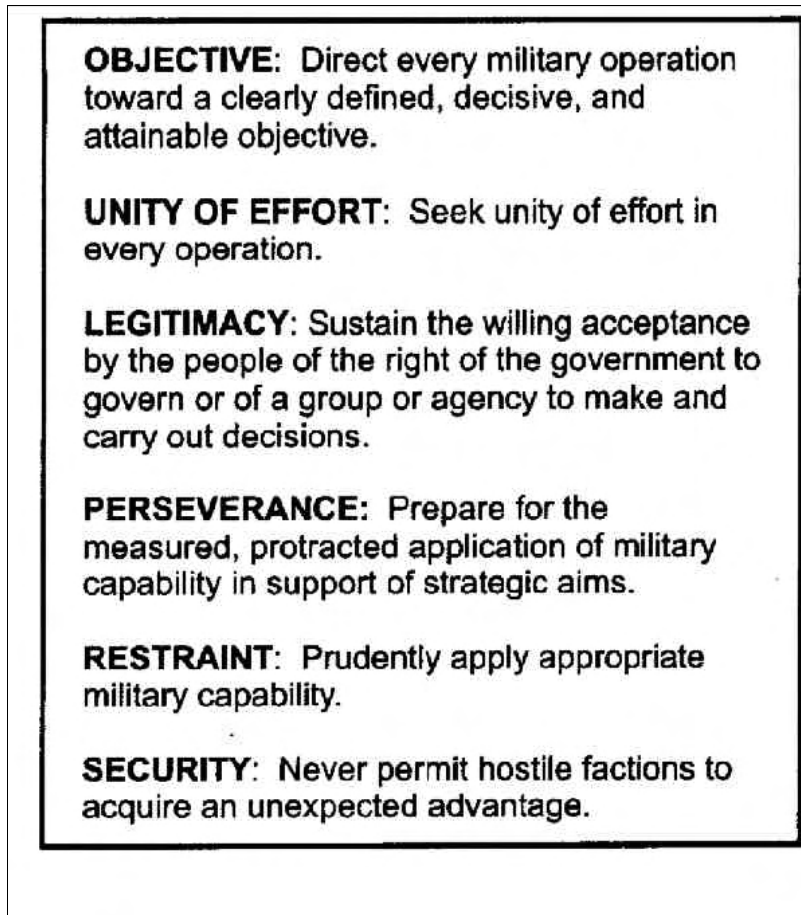 OBJECTIVE: Direct every military operation
toward a clearly defined, decisive, and
attainable objective.
UNITY OF EFFORT: Seek unity of effort in
every operation.
LEGITIMACY: Sustain the willing acceptance
by the people of the right of the government to
govern or of a group or agency to make and
carry out decisions.
PERSEVERANCE: Prepare for the
measured, protracted application of military
capability in support of strategic aims.
RESTRAINT: Prudently apply appropriate
military capability.
SECURITY: Never permit hostile factions to
acquire an unexpected advantage.